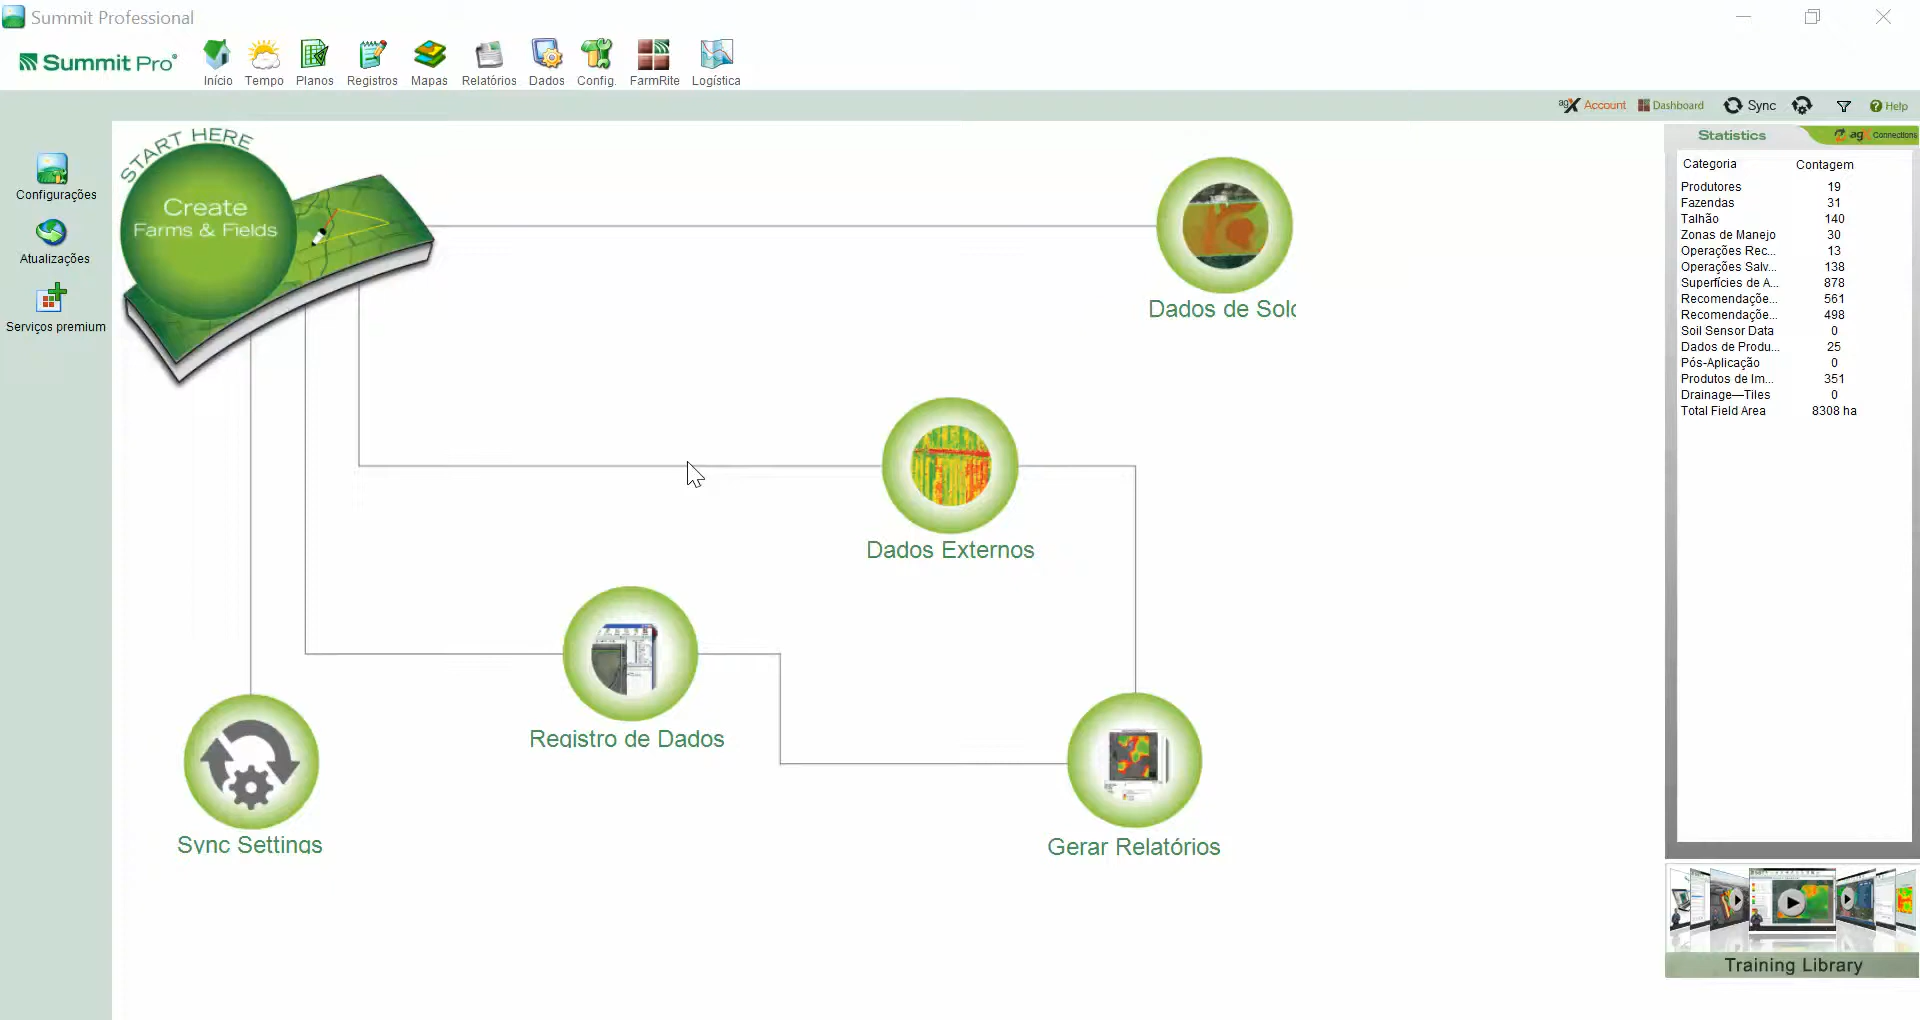 Summit Professional
Summit Pro®
Início
Tempo
Planos
Registros
Mapas
Relatórios
Dados
Config.
FarmRite
Logística
agX Account
Dashboard
Sync
Help
START HERE
Create
Farms & Fields
Configurações
Atualizações
Serviços premium
Dados de Solo
Dados Externos
Registro de Dados
Sync Settings
Gerar Relatórios
Statistics
agX Connections
Categoria Contagem
Produtores 19
Fazendas 31
Talhão 140
Zonas de Manejo 30
Operações Rec... 13
Operações Salv... 138
Superfícies de A... 878
Recomendaçõe... 561
Recomendaçõe... 498
Soil Sensor Data 0
Dados de Produ... 25
Pós-Aplicação 0
Produtos de Im... 351
Drainage—Tiles 0
Total Field Area 8308 ha
Training Library